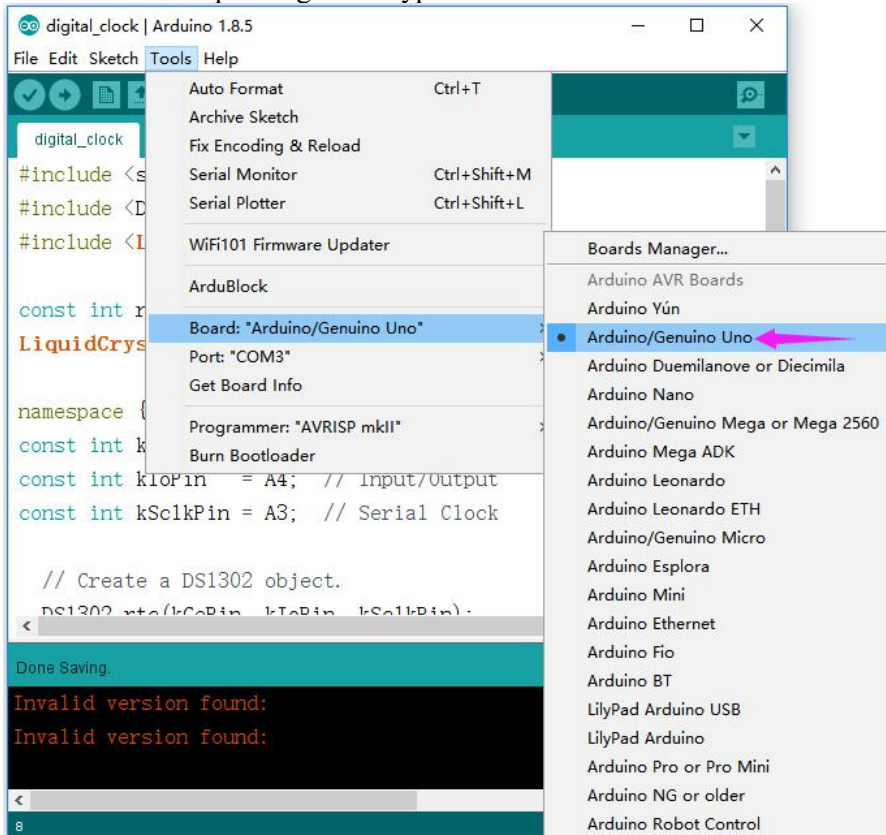 digital_clock | Arduino 1.8.5
File Edit Sketch Tools Help
digital_clock
#include <s
#include <D
#include <L
const int r
LiquidCrys
namespace {
const int k
const int kIoPin = A4; // Input/Output
const int kSclkPin = A3; // Serial Clock
// Create a DS1302 object.
DS1302 rtc(kCePin, kIoPin, kSclkPin);
Auto Format Ctrl+T
Archive Sketch
Fix Encoding & Reload
Serial Monitor Ctrl+Shift+M
Serial Plotter Ctrl+Shift+L
WiFi101 Firmware Updater
ArduBlock
Board: "Arduino/Genuino Uno"
Port: "COM3"
Get Board Info
Programmer: "AVRISP mkII"
Burn Bootloader
Boards Manager...
Arduino AVR Boards
Arduino Yún
Arduino/Genuino Uno
Arduino Duemilanove or Diecimila
Arduino Nano
Arduino/Genuino Mega or Mega 2560
Arduino Mega ADK
Arduino Leonardo
Arduino Leonardo ETH
Arduino/Genuino Micro
Arduino Esplora
Arduino Mini
Arduino Ethernet
Arduino Fio
Arduino BT
LilyPad Arduino USB
LilyPad Arduino
Arduino Pro or Pro Mini
Arduino NG or older
Arduino Robot Control
Done Saving.
Invalid version found:
Invalid version found:
8